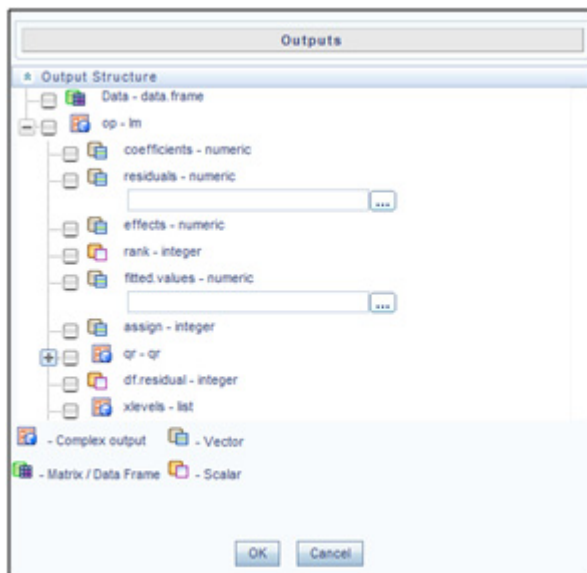 Outputs
Output Structure
Data - data.frame
op - lm
coefficients - numeric
residuals - numeric
...
effects - numeric
rank - integer
fitted.values - numeric
...
assign - integer
qr - qr
df.residual - integer
xlevels - list
- Complex output - Vector
- Matrix / Data Frame - Scalar
OK Cancel